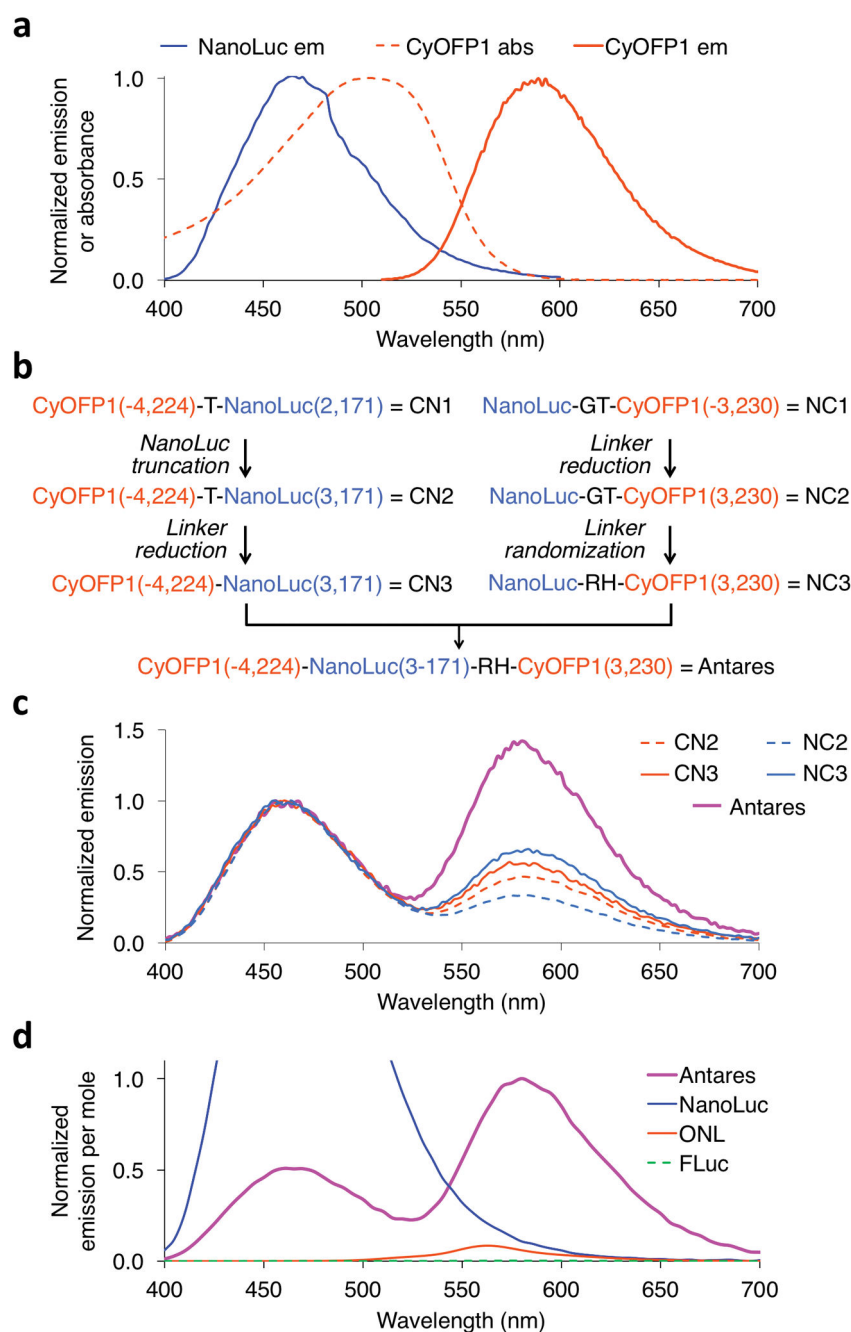 a
NanoLuc em CyOFP1 abs CyOFP1 em
Normalized emission
or absorbance
1.0
0.5
0.0
400 450 500 550 600 650 700
Wavelength (nm)
b
CyOFP1(-4,224)-T-NanoLuc(2,171) = CN1 NanoLuc-GT-CyOFP1(-3,230) = NC1
NanoLuc
truncation
Linker
reduction
CyOFP1(-4,224)-T-NanoLuc(3,171) = CN2 NanoLuc-GT-CyOFP1(3,230) = NC2
Linker
reduction
Linker
randomization
CyOFP1(-4,224)-NanoLuc(3,171) = CN3 NanoLuc-RH-CyOFP1(3,230) = NC3
CyOFP1(-4,224)-NanoLuc(3-171)-RH-CyOFP1(3,230) = Antares
c
Normalized emission
1.5
1.0
0.5
0.0
CN2 NC2
CN3 NC3
Antares
400 450 500 550 600 650 700
Wavelength (nm)
d
Normalized
emission per mole
1.0
0.5
0.0
Antares
NanoLuc
ONL
FLuc
400 450 500 550 600 650 700
Wavelength (nm)